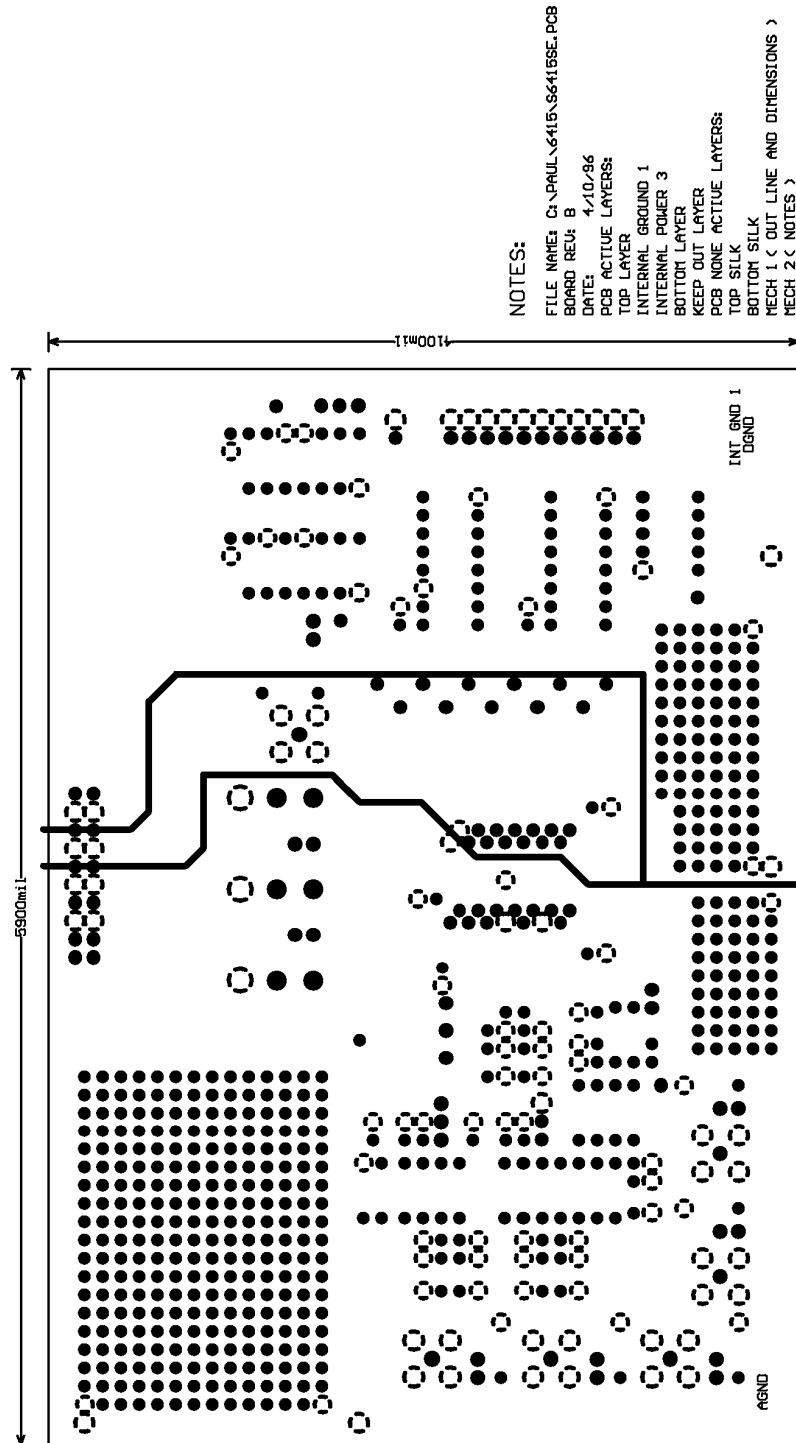 NOTES:
FILE NAME: C:\PAUL\6415\S6415SE.PCB
BOARD REV: B
DATE: 4/10/96
PCB ACTIVE LAYERS:
TOP LAYER
INTERNAL GROUND 1
INTERNAL POWER 3
BOTTOM LAYER
KEEP OUT LAYER
PCB NONE ACTIVE LAYERS:
TOP SILK
BOTTOM SILK
MECH 1 ( OUT LINE AND DIMENSIONS )
MECH 2 ( NOTES )
4100mil
5900mil
INT GND 1
DGND
AGND